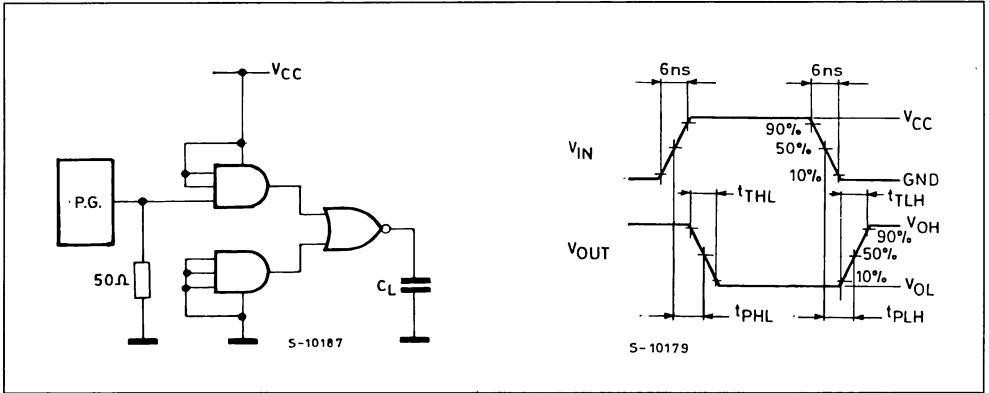 VCC
P.G.
50Ω
CL
S-10187
6ns
6ns
VIN
90%
50%
10%
VCC
GND
tTHL
tTLH
VOUT
VOH
90%
50%
10%
VOL
tPHL
tPLH
S-10179